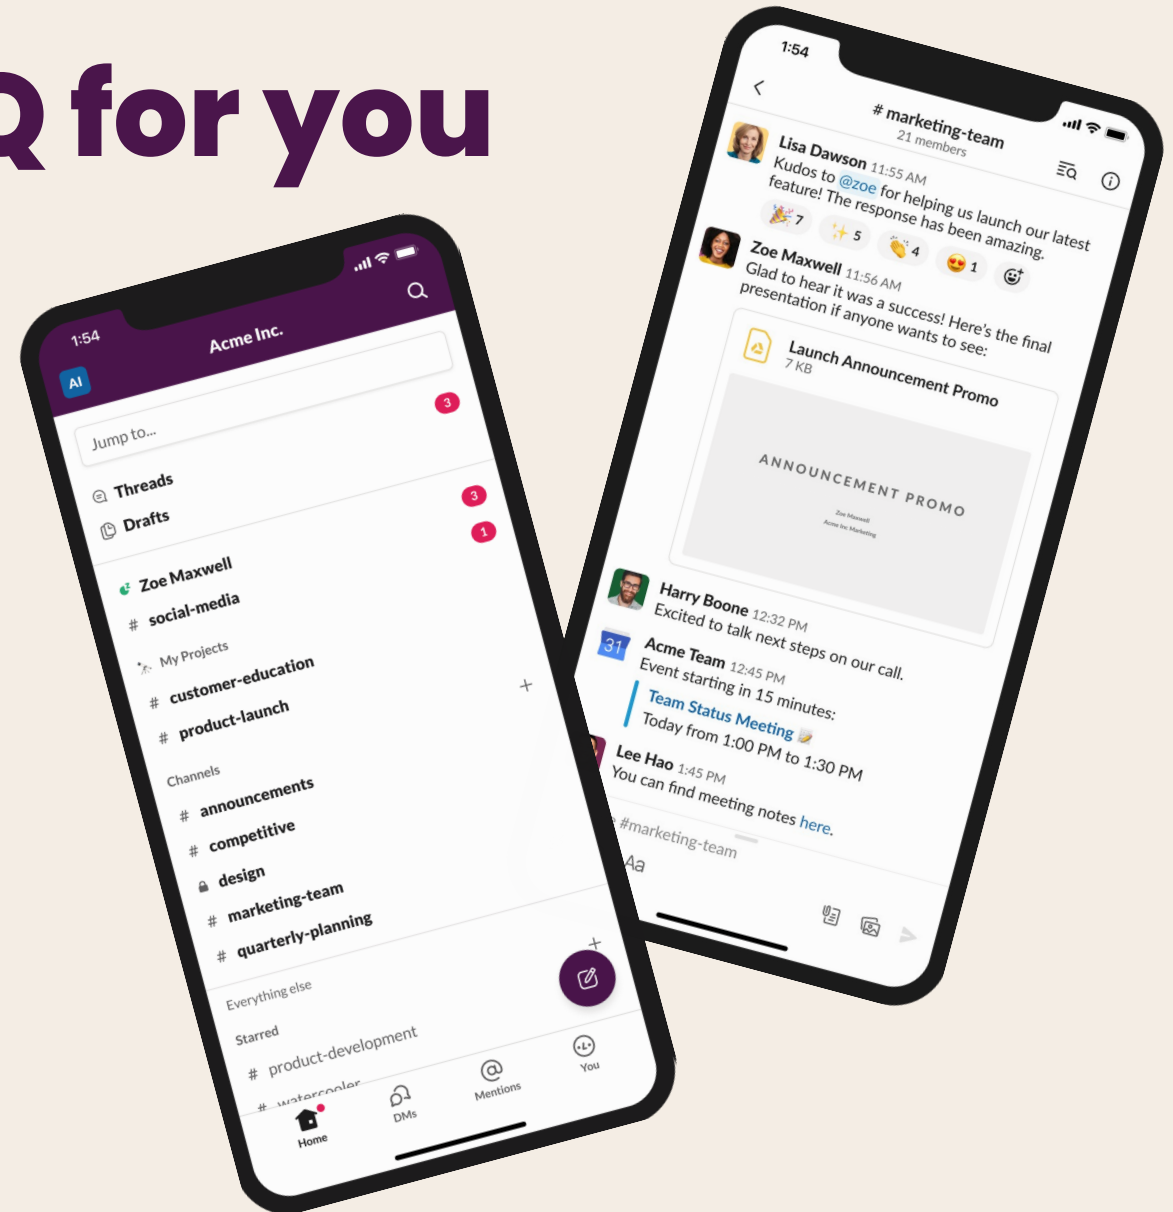 Q for you
1:54
Acme Inc.
AI
Jump to...
3
Threads
Drafts
3
Zoe Maxwell
1
# social-media
My Projects
# customer-education
# product-launch
+
Channels
# announcements
# competitive
design
# marketing-team
# quarterly-planning
+
Everything else
Starred
# product-development
# watercooler
Home
DMs
Mentions
You
1:54
# marketing-team
21 members
Lisa Dawson 11:55 AM
Kudos to @zoe for helping us launch our latest
feature! The response has been amazing.
🎉 7 ✨ 5 👏 4 😍 1
Zoe Maxwell 11:56 AM
Glad to hear it was a success! Here's the final
presentation if anyone wants to see:
Launch Announcement Promo
7 KB
ANNOUNCEMENT PROMO
Zoe Maxwell
Acme Inc Marketing
Harry Boone 12:32 PM
Excited to talk next steps on our call.
31
Acme Team 12:45 PM
Event starting in 15 minutes:
Team Status Meeting 📝
Today from 1:00 PM to 1:30 PM
Lee Hao 1:45 PM
You can find meeting notes here.
#marketing-team
Aa